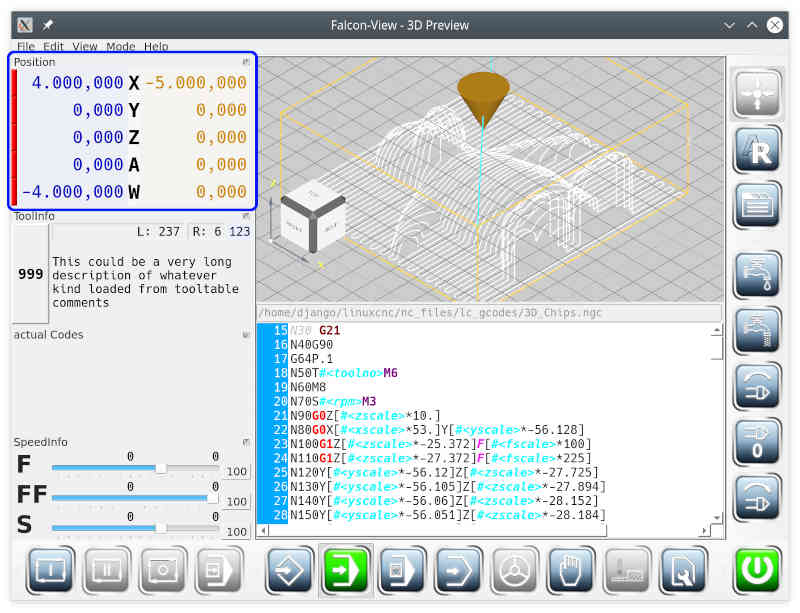 Falcon-View - 3D Preview
File Edit View Mode Help
Position
4.000,000 X -5.000,000
0,000 Y 0,000
0,000 Z 0,000
0,000 A 0,000
-4.000,000 W 0,000
ToolInfo
L: 237 R: 6 123
999
This could be a very long
description of whatever
kind loaded from tooltable
comments
actual Codes
SpeedInfo
F 0 0 100
FF 0 0 100
S 0 0 100
TOP
Y
X
/home/django/linuxcnc/nc_files/lc_gcodes/3D_Chips.ngc
15 N30 G21
16 N40G90
17 G64P.1
18 N50T#<toolno>M6
19 N60M8
20 N70S#<rpm>M3
21 N90G0Z[#<zscale>*10.]
22 N80G0X[#<xscale>*53.]Y[#<yscale>*-56.128]
23 N100G1Z[#<zscale>*-25.372]F[#<fscale>*100]
24 N110G1Z[#<zscale>*-27.372]F[#<fscale>*225]
25 N120Y[#<yscale>*-56.12]Z[#<zscale>*-27.725]
26 N130Y[#<yscale>*-56.105]Z[#<zscale>*-27.894]
27 N140Y[#<yscale>*-56.06]Z[#<zscale>*-28.152]
28 N150Y[#<yscale>*-56.051]Z[#<zscale>*-28.184]
R
0